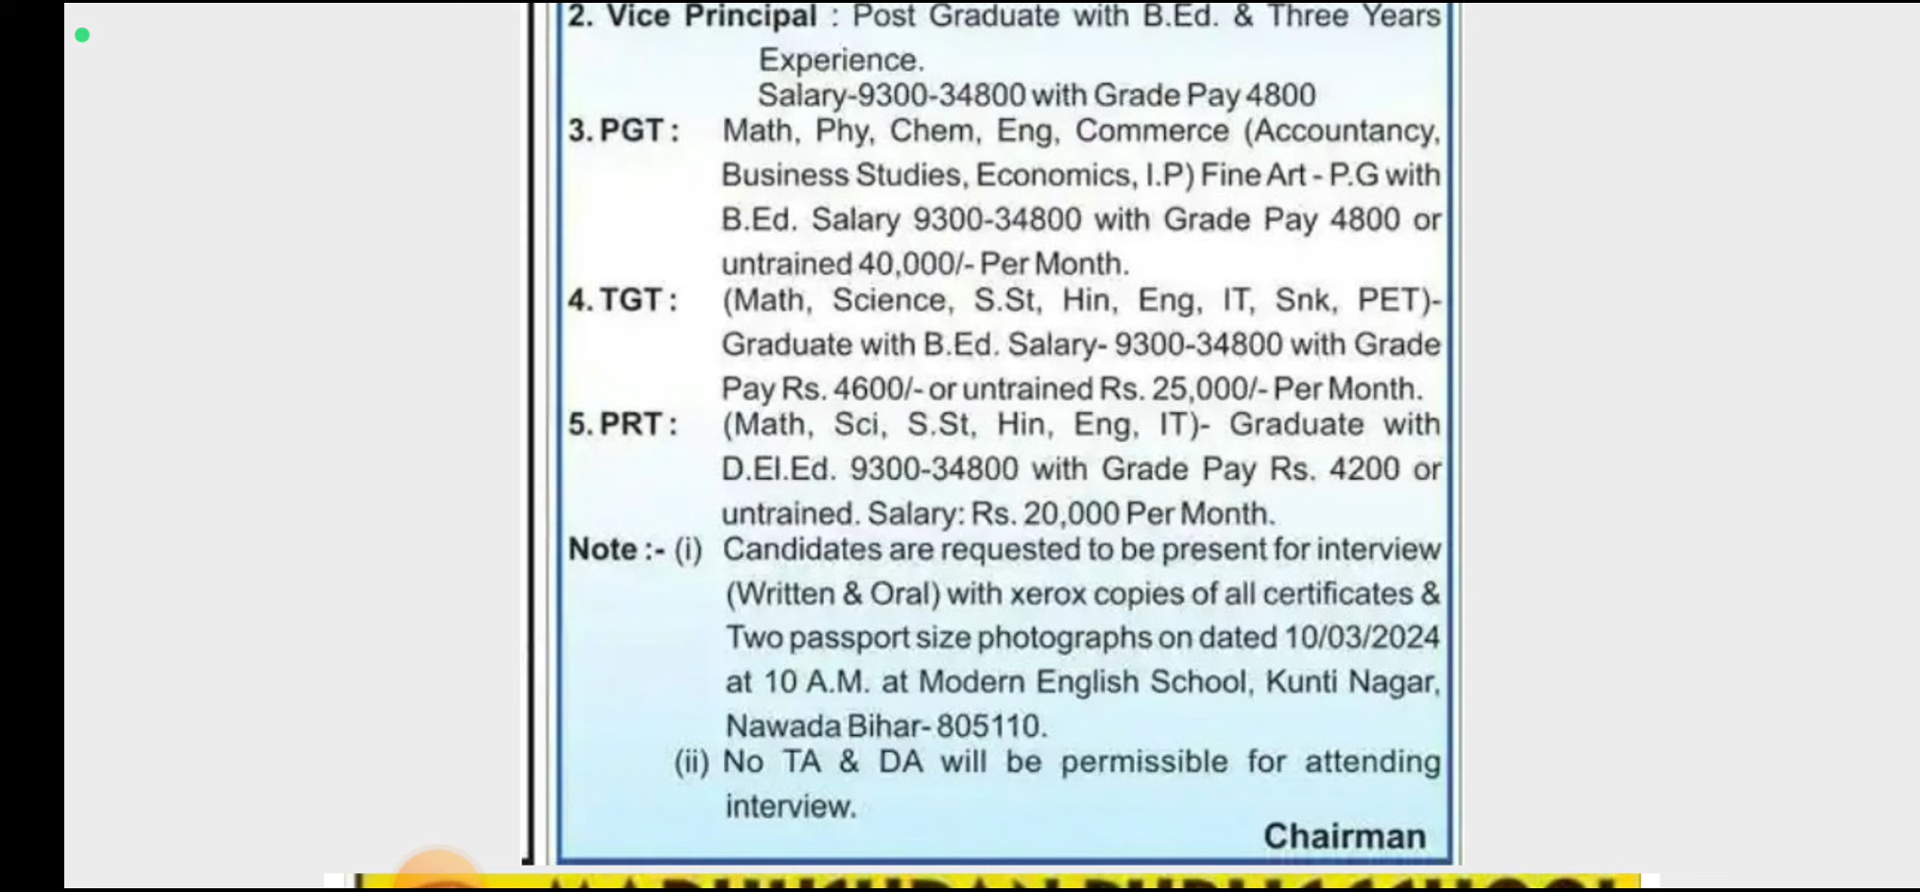 2. Vice Principal : Post Graduate with B.Ed. & Three Years
Experience.
Salary-9300-34800 with Grade Pay 4800
3. PGT : Math, Phy, Chem, Eng, Commerce (Accountancy,
Business Studies, Economics, I.P) Fine Art - P.G with
B.Ed. Salary 9300-34800 with Grade Pay 4800 or
untrained 40,000/- Per Month.
4. TGT : (Math, Science, S.St, Hin, Eng, IT, Snk, PET)-
Graduate with B.Ed. Salary- 9300-34800 with Grade
Pay Rs. 4600/- or untrained Rs. 25,000/- Per Month.
5. PRT : (Math, Sci, S.St, Hin, Eng, IT)- Graduate with
D.El.Ed. 9300-34800 with Grade Pay Rs. 4200 or
untrained. Salary: Rs. 20,000 Per Month.
Note :- (i) Candidates are requested to be present for interview
(Written & Oral) with xerox copies of all certificates &
Two passport size photographs on dated 10/03/2024
at 10 A.M. at Modern English School, Kunti Nagar,
Nawada Bihar- 805110.
(ii) No TA & DA will be permissible for attending
interview.
Chairman